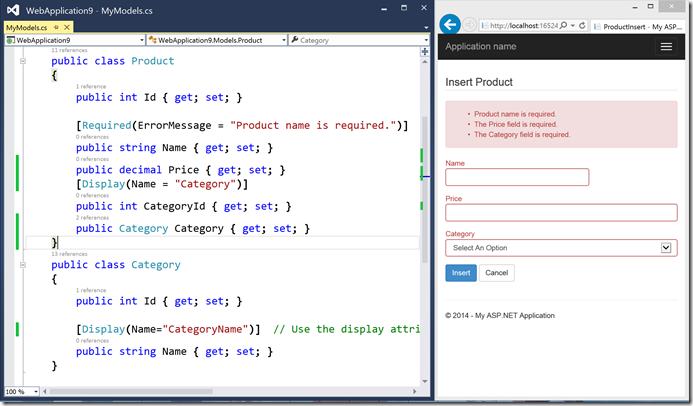 WebApplication9 - MyModels.cs
MyModels.cs
WebApplication9
WebApplication9.Models.Product
Category
11 references
public class Product
{
1 reference
public int Id { get; set; }
[Required(ErrorMessage = "Product name is required.")]
0 references
public string Name { get; set; }
0 references
public decimal Price { get; set; }
[Display(Name = "Category")]
0 references
public int CategoryId { get; set; }
2 references
public Category Category { get; set; }
}
13 references
public class Category
{
1 reference
public int Id { get; set; }
[Display(Name="CategoryName")] // Use the display attri
0 references
public string Name { get; set; }
}
100 %
http://localhost:16524
ProductInsert - My ASP...
Application name
Insert Product
• Product name is required.
• The Price field is required.
• The Category field is required.
Name
Price
Category
Select An Option
Insert
Cancel
© 2014 - My ASP.NET Application